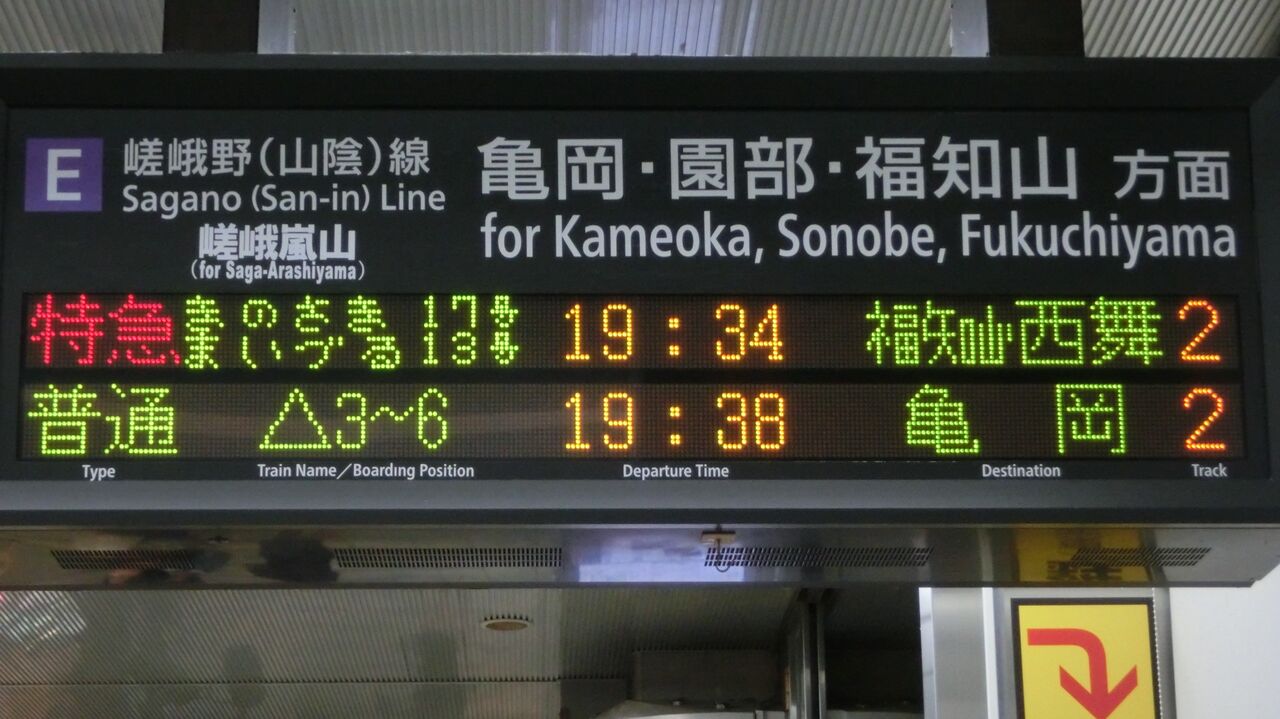 E 嵯峨野(山陰)線
Sagano (San-in) Line
嵯峨嵐山
(for Saga-Arashiyama)
亀岡・園部・福知山 方面
for Kameoka, Sonobe, Fukuchiyama
特急 きのさき17号 まいづる13号 19:34 福知山西舞 2
普通 △3~6 19:38 亀 岡 2
Type Train Name/Boarding Position Departure Time Destination Track